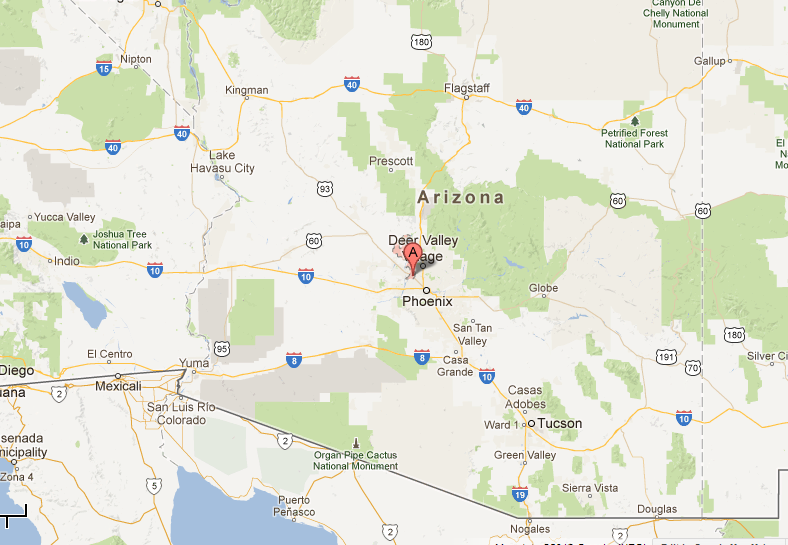 Canyon De
Chelly National
Monument
180
Nipton
15
Gallup
Kingman
40
Flagstaff
40
40
40
Petrified Forest
National Park
Lake
Havasu City
Prescott
93
Arizona
60
60
Yucca Valley
Joshua Tree
National Park
10
Indio
10
60
10
Deer Valley
A
Phoenix
Globe
San Tan
Valley
Casa
Grande
180
191
70
Silver
El Centro
95
Yuma
8
8
10
Diego
Mexicali
2
San Luis Río
Colorado
Casas
Adobes
Ward 1
Tucson
10
2
Organ Pipe Cactus
National Monument
Green Valley
Zona 4
5
19
Sierra Vista
Puerto
Peñasco
Douglas
Nogales
2
2